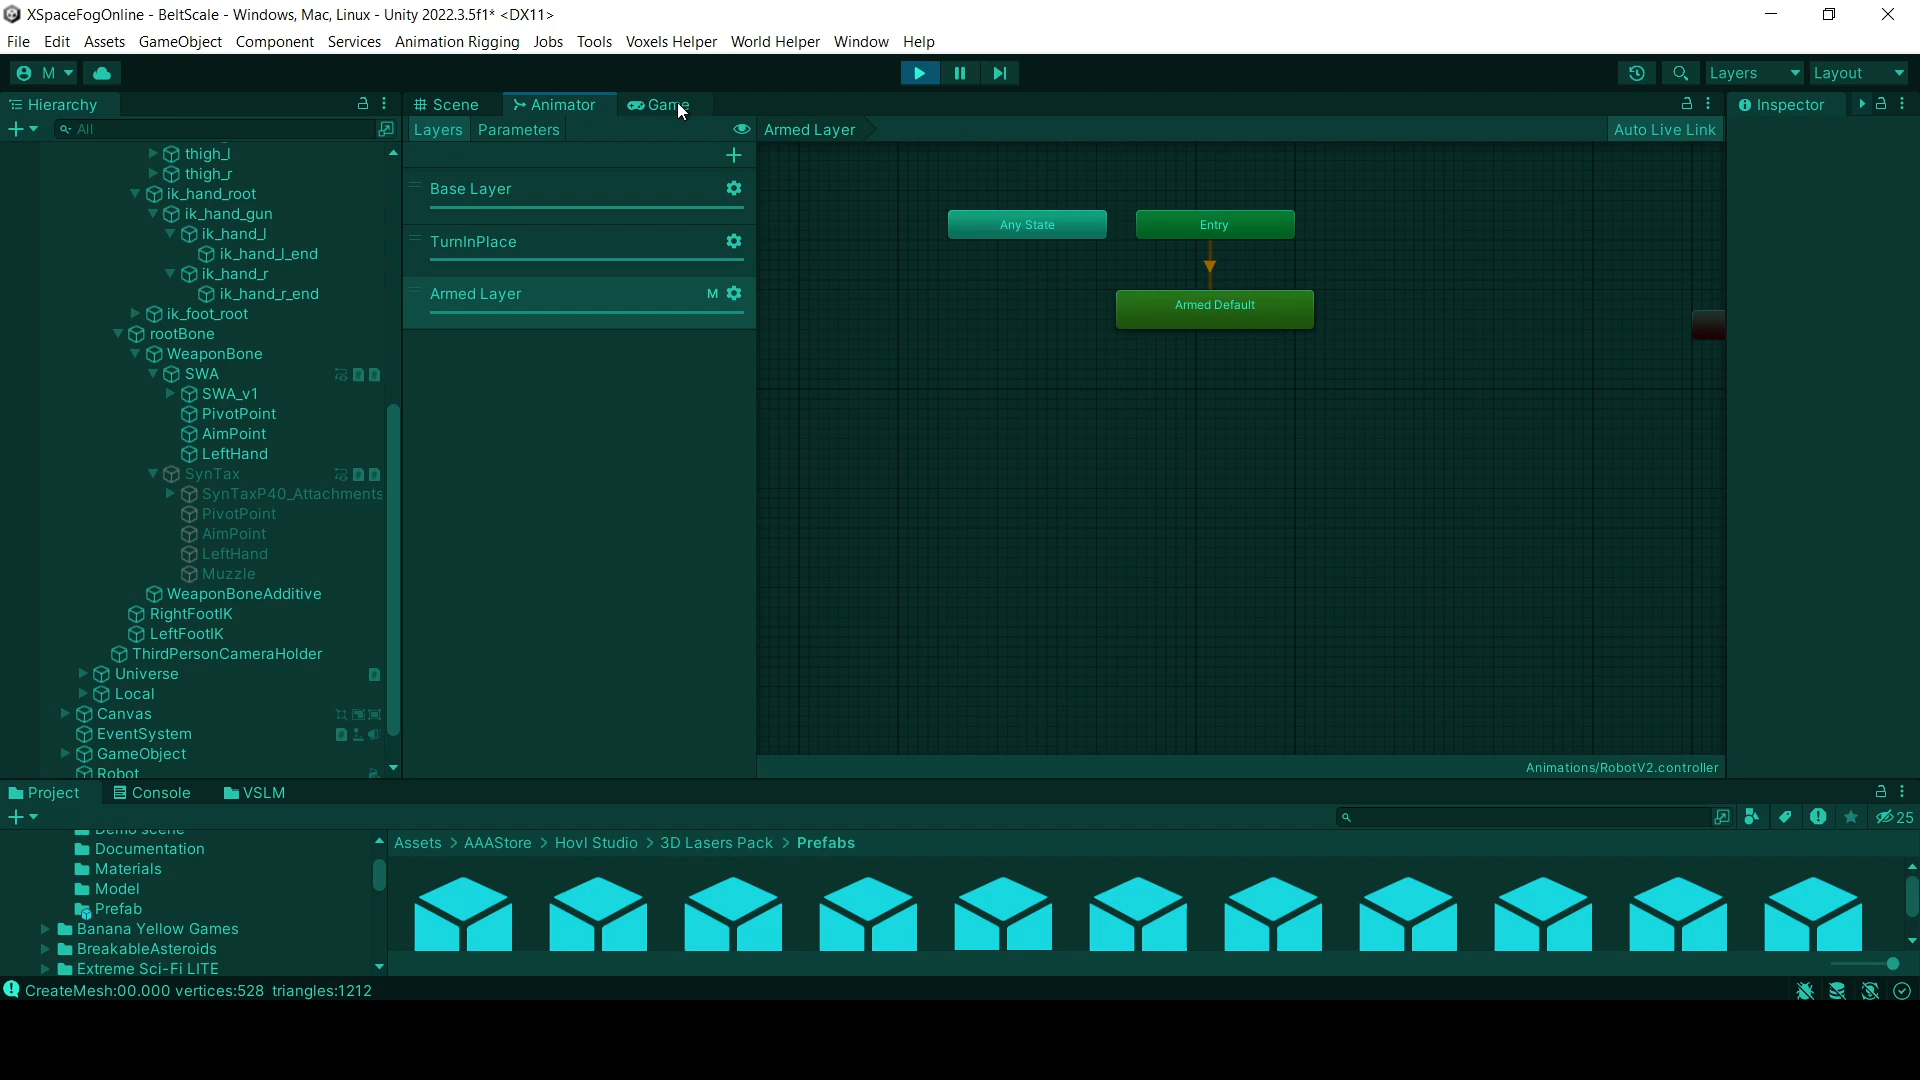 XSpaceFogOnline - BeltScale - Windows, Mac, Linux - Unity 2022.3.5f1* <DX11>
File Edit Assets GameObject Component Services Animation Rigging Jobs Tools Voxels Helper World Helper Window Help
M Layers Layout
Hierarchy
Scene Animator Game
Inspector
All
Layers Parameters
Armed Layer
Auto Live Link
thigh_l
thigh_r
ik_hand_root
ik_hand_gun
ik_hand_l
ik_hand_l_end
ik_hand_r
ik_hand_r_end
ik_foot_root
rootBone
WeaponBone
SWA
SWA_v1
PivotPoint
AimPoint
LeftHand
SynTax
SynTaxP40_Attachments
PivotPoint
AimPoint
LeftHand
Muzzle
WeaponBoneAdditive
RightFootIK
LeftFootIK
ThirdPersonCameraHolder
Universe
Local
Canvas
EventSystem
GameObject
Robot
Base Layer
TurnInPlace
Armed Layer M
Any State
Entry
Armed Default
Animations/RobotV2.controller
Project Console VSLM
25
Demo scene
Documentation
Materials
Model
Prefab
Banana Yellow Games
BreakableAsteroids
Extreme Sci-Fi LITE
Assets > AAAStore > Hovl Studio > 3D Lasers Pack > Prefabs
CreateMesh:00.000 vertices:528 triangles:1212